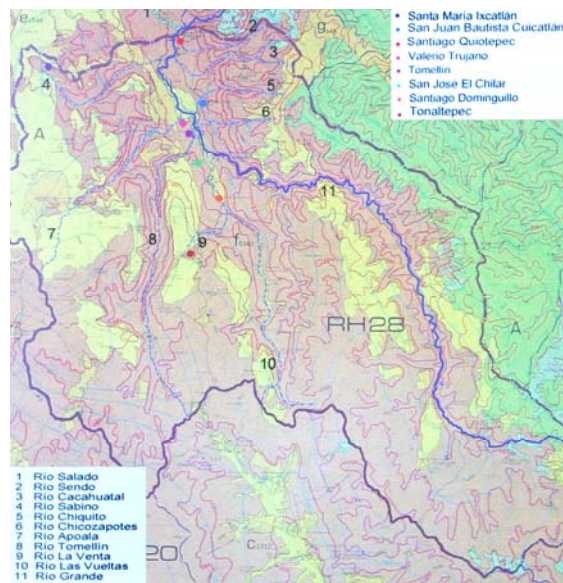 Santa María Ixcatlán
San Juan Bautista Cuicatlán
Santiago Quiotepec
Valerio Trujano
Tomellín
San José El Chilar
Santiago Dominguillo
Tonaltepec
1
2
3
4
5
6
A
7
8
9
11
RH28
A
10
1 Río Salado
2 Río Sendo
3 Río Cacahuatal
4 Río Sabino
5 Río Chiquito
6 Río Chicozapotes
7 Río Apoala
8 Río Tomellín
9 Río La Venta
10 Río Las Vueltas
11 Río Grande
20